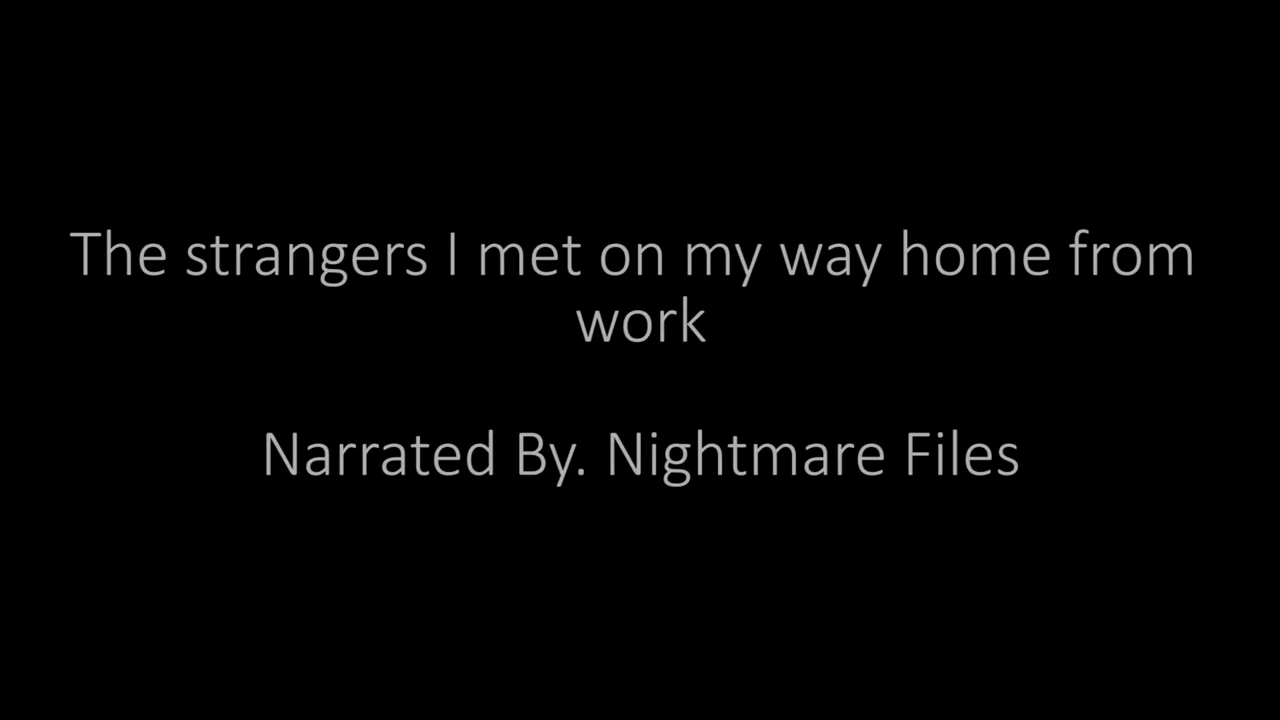 The strangers I met on my way home from
work
Narrated By. Nightmare Files